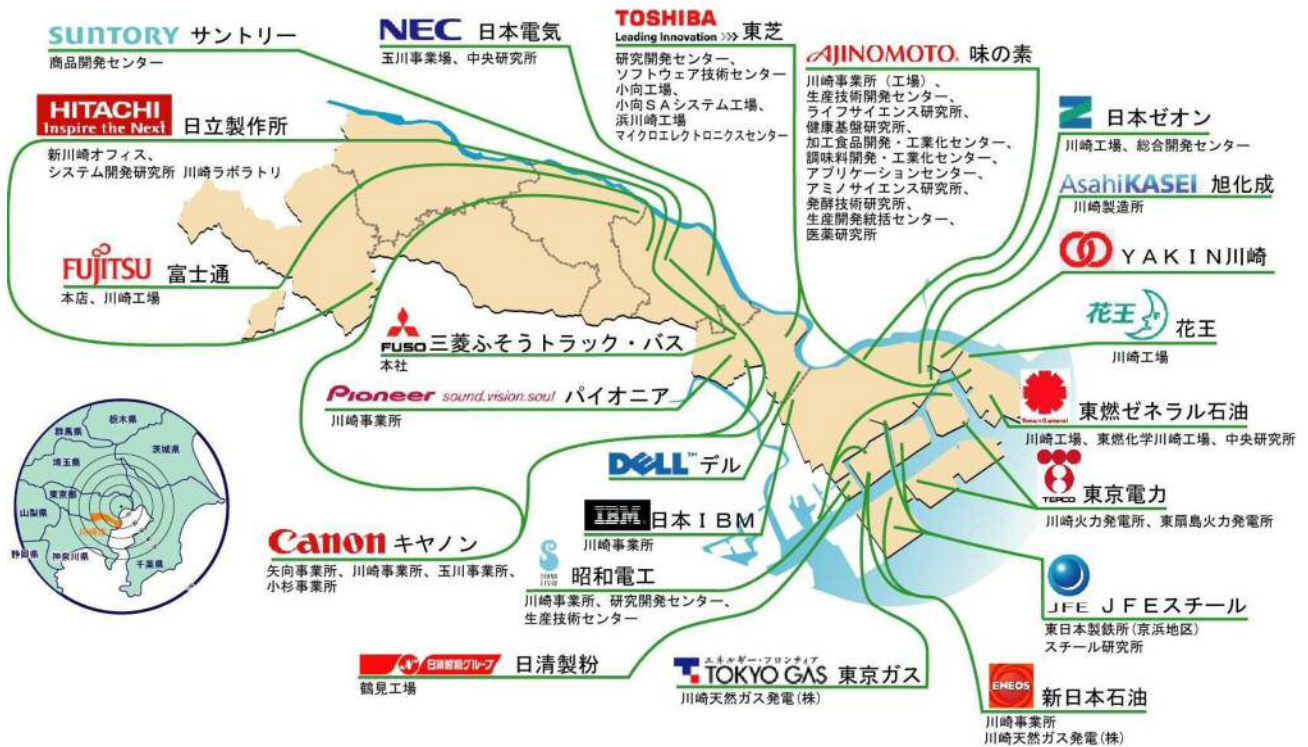 SUNTORY サントリー
商品開発センター
NEC 日本電気
玉川事業場、中央研究所
TOSHIBA
Leading Innovation >>> 東芝
研究開発センター、
ソフトウェア技術センター
小向工場、
小向SAシステム工場、
浜川崎工場
マイクロエレクトロニクスセンター
AJINOMOTO. 味の素
川崎事業所（工場）、
生産技術開発センター、
ライフサイエンス研究所、
健康基盤研究所、
加工食品開発・工業化センター、
調味料開発・工業化センター、
アプリケーションセンター、
アミノサイエンス研究所、
発酵技術研究所、
生産開発統括センター、
医薬研究所
日本ゼオン
川崎工場、総合開発センター
AsahiKASEI 旭化成
川崎製造所
YAKIN川崎
花王 花王
川崎工場
HITACHI
Inspire the Next 日立製作所
新川崎オフィス、
システム開発研究所 川崎ラボラトリ
FUJITSU 富士通
本店、川崎工場
FUSO 三菱ふそうトラック・バス
本社
Pioneer sound.vision.soul パイオニア
川崎事業所
TonenGeneral 東燃ゼネラル石油
川崎工場、東燃化学川崎工場、中央研究所
DELL™ デル
TEPCO 東京電力
川崎火力発電所、東扇島火力発電所
IBM 日本IBM
川崎事業所
Canon キヤノン
矢向事業所、川崎事業所、玉川事業所、
小杉事業所
SHOWA DENKO 昭和電工
川崎事業所、研究開発センター、
生産技術センター
JFE JFEスチール
東日本製鉄所（京浜地区）
スチール研究所
日清製粉グループ 日清製粉
鶴見工場
エネルギー・フロンティア
TOKYO GAS 東京ガス
川崎天然ガス発電（株）
ENEOS 新日本石油
川崎事業所
川崎天然ガス発電（株）
栃木県
群馬県
茨城県
埼玉県
東京都
山梨県
川崎市
静岡県
神奈川県
千葉県